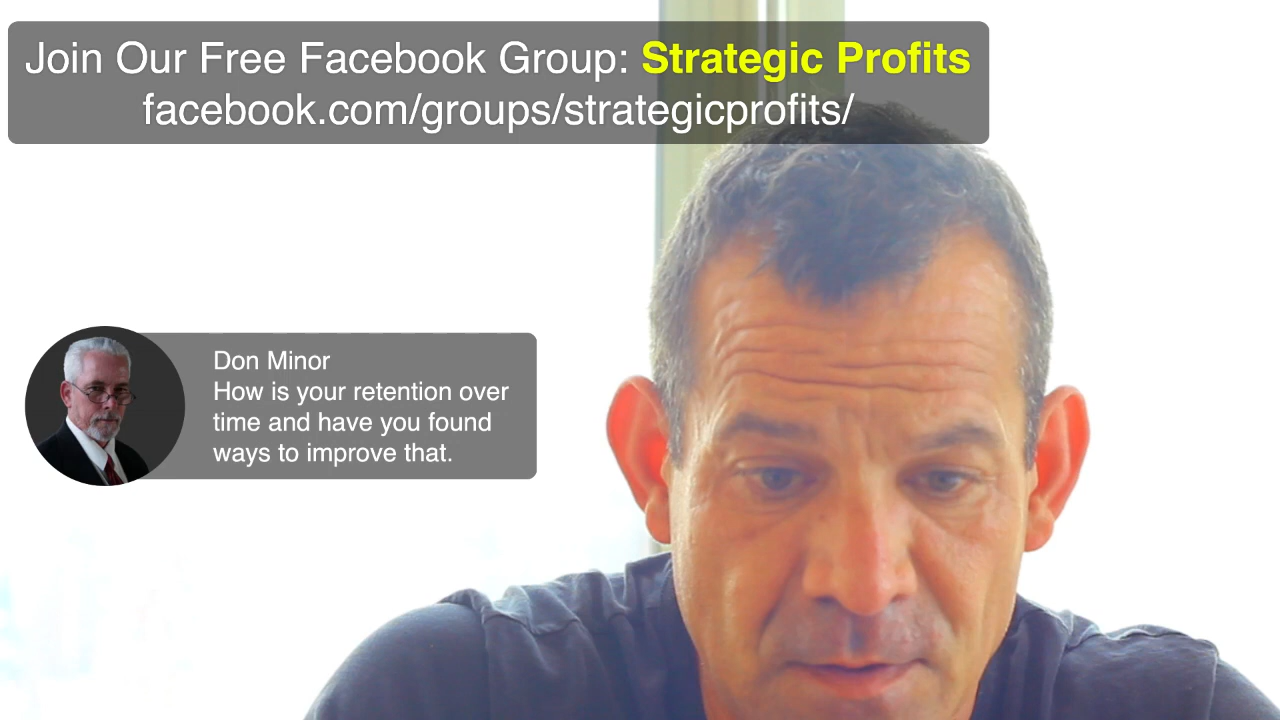 Join Our Free Facebook Group: Strategic Profits
facebook.com/groups/strategicprofits/
Don Minor
How is your retention over
time and have you found
ways to improve that.